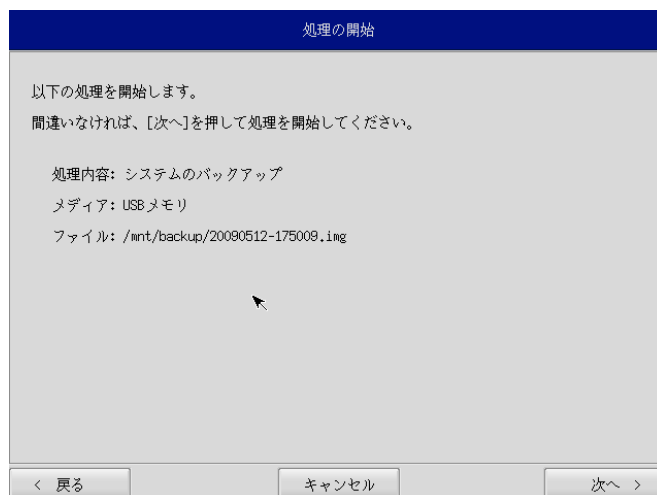 処理の開始
以下の処理を開始します。
間違いなければ、[次へ]を押して処理を開始してください。
処理内容: システムのバックアップ
メディア: USBメモリ
ファイル: /mnt/backup/20090512-175009.img
< 戻る
キャンセル
次へ >